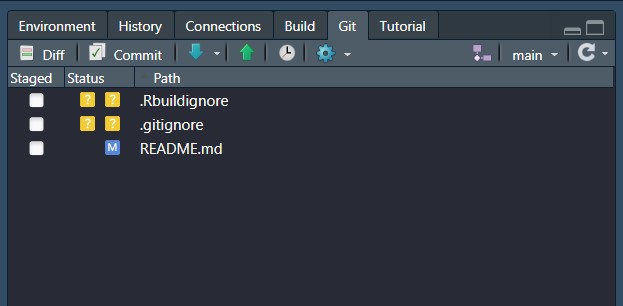 Environment History Connections Build Git Tutorial
Diff Commit main
Staged Status Path
? ? .Rbuildignore
? ? .gitignore
M README.md